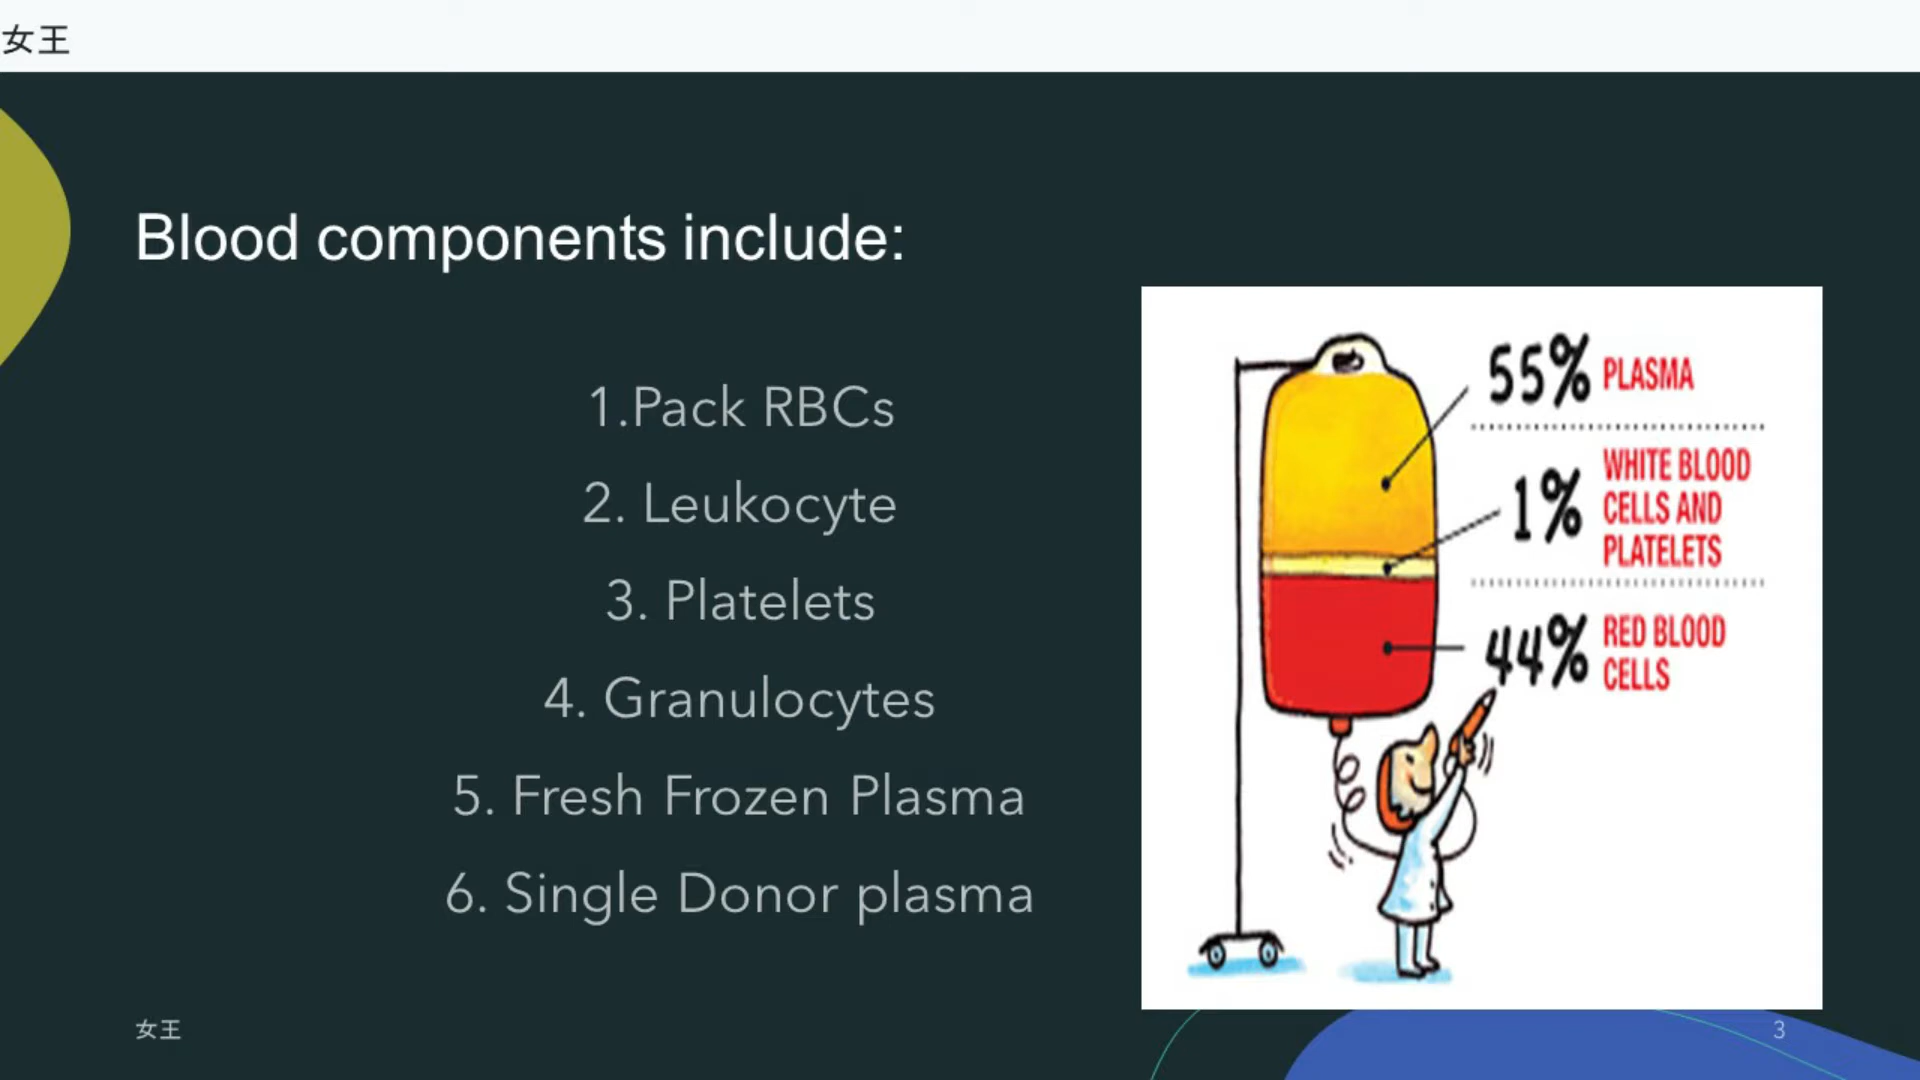 女王
Blood components include:
1.Pack RBCs
2. Leukocyte
3. Platelets
4. Granulocytes
5. Fresh Frozen Plasma
6. Single Donor plasma
55% PLASMA
1% WHITE BLOOD
CELLS AND
PLATELETS
44% RED BLOOD
CELLS
女王
3